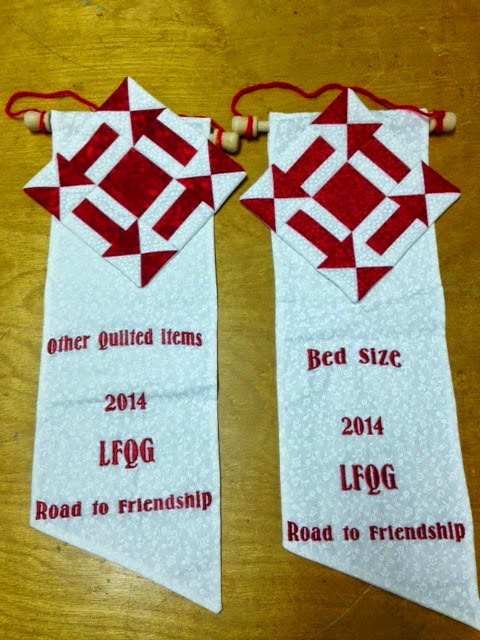 Other Quilted Items
2014
LFQG
Road to Friendship
Bed Size
2014
LFQG
Road to Friendship